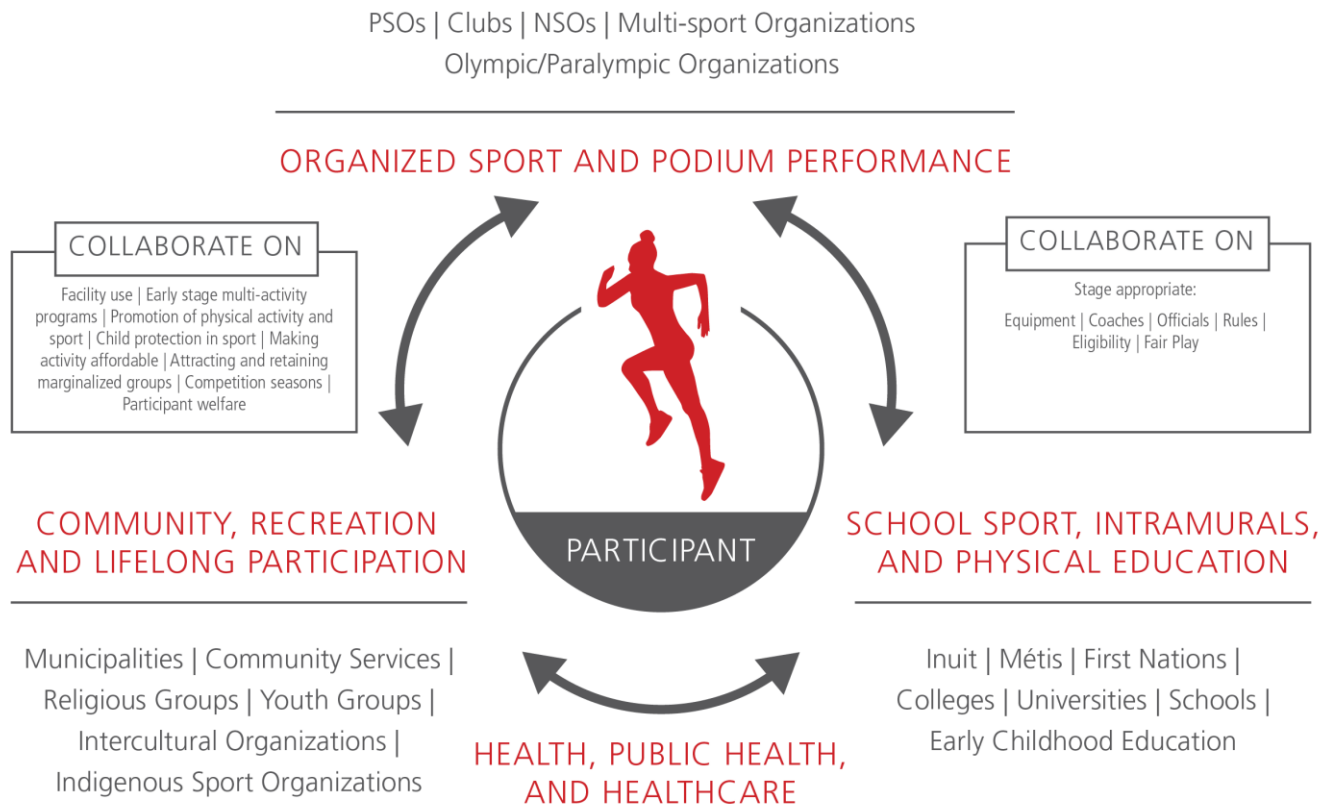 PSOs | Clubs | NSOs | Multi-sport Organizations
Olympic/Paralympic Organizations
ORGANIZED SPORT AND PODIUM PERFORMANCE
COLLABORATE ON
Facility use | Early stage multi-activity
programs | Promotion of physical activity and
sport | Child protection in sport | Making
activity affordable | Attracting and retaining
marginalized groups | Competition seasons |
Participant welfare
COLLABORATE ON
Stage appropriate:
Equipment | Coaches | Officials | Rules |
Eligibility | Fair Play
PARTICIPANT
COMMUNITY, RECREATION
AND LIFELONG PARTICIPATION
Municipalities | Community Services |
Religious Groups | Youth Groups |
Intercultural Organizations |
Indigenous Sport Organizations
SCHOOL SPORT, INTRAMURALS,
AND PHYSICAL EDUCATION
Inuit | Métis | First Nations |
Colleges | Universities | Schools |
Early Childhood Education
HEALTH, PUBLIC HEALTH,
AND HEALTHCARE